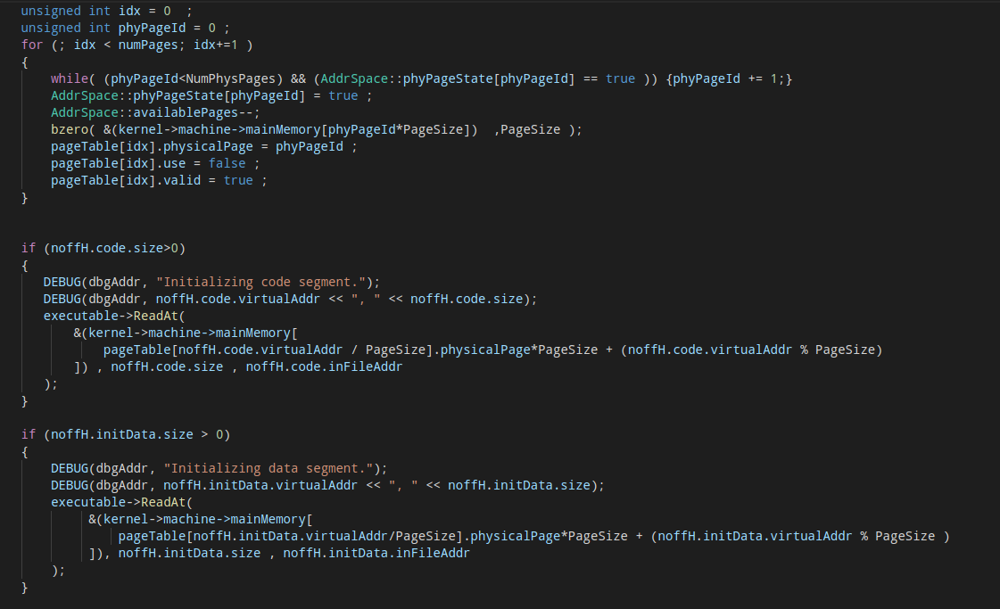 unsigned int idx = 0  ;
unsigned int phyPageId = 0 ;
for (; idx < numPages; idx+=1 )
{
    while( (phyPageId<NumPhysPages) && (AddrSpace::phyPageState[phyPageId] == true )) {phyPageId += 1;}
    AddrSpace::phyPageState[phyPageId] = true ;
    AddrSpace::availablePages--;
    bzero( &(kernel->machine->mainMemory[phyPageId*PageSize])  ,PageSize );
    pageTable[idx].physicalPage = phyPageId ;
    pageTable[idx].use = false ;
    pageTable[idx].valid = true ;
}
if (noffH.code.size>0)
{
   DEBUG(dbgAddr, "Initializing code segment.");
   DEBUG(dbgAddr, noffH.code.virtualAddr << ", " << noffH.code.size);
   executable->ReadAt(
       &(kernel->machine->mainMemory[
           pageTable[noffH.code.virtualAddr / PageSize].physicalPage*PageSize + (noffH.code.virtualAddr % PageSize)
       ]) , noffH.code.size , noffH.code.inFileAddr
   );
}
if (noffH.initData.size > 0)
{
    DEBUG(dbgAddr, "Initializing data segment.");
    DEBUG(dbgAddr, noffH.initData.virtualAddr << ", " << noffH.initData.size);
    executable->ReadAt(
         &(kernel->machine->mainMemory[
             pageTable[noffH.initData.virtualAddr/PageSize].physicalPage*PageSize + (noffH.initData.virtualAddr % PageSize )
         ]), noffH.initData.size , noffH.initData.inFileAddr
    );
}